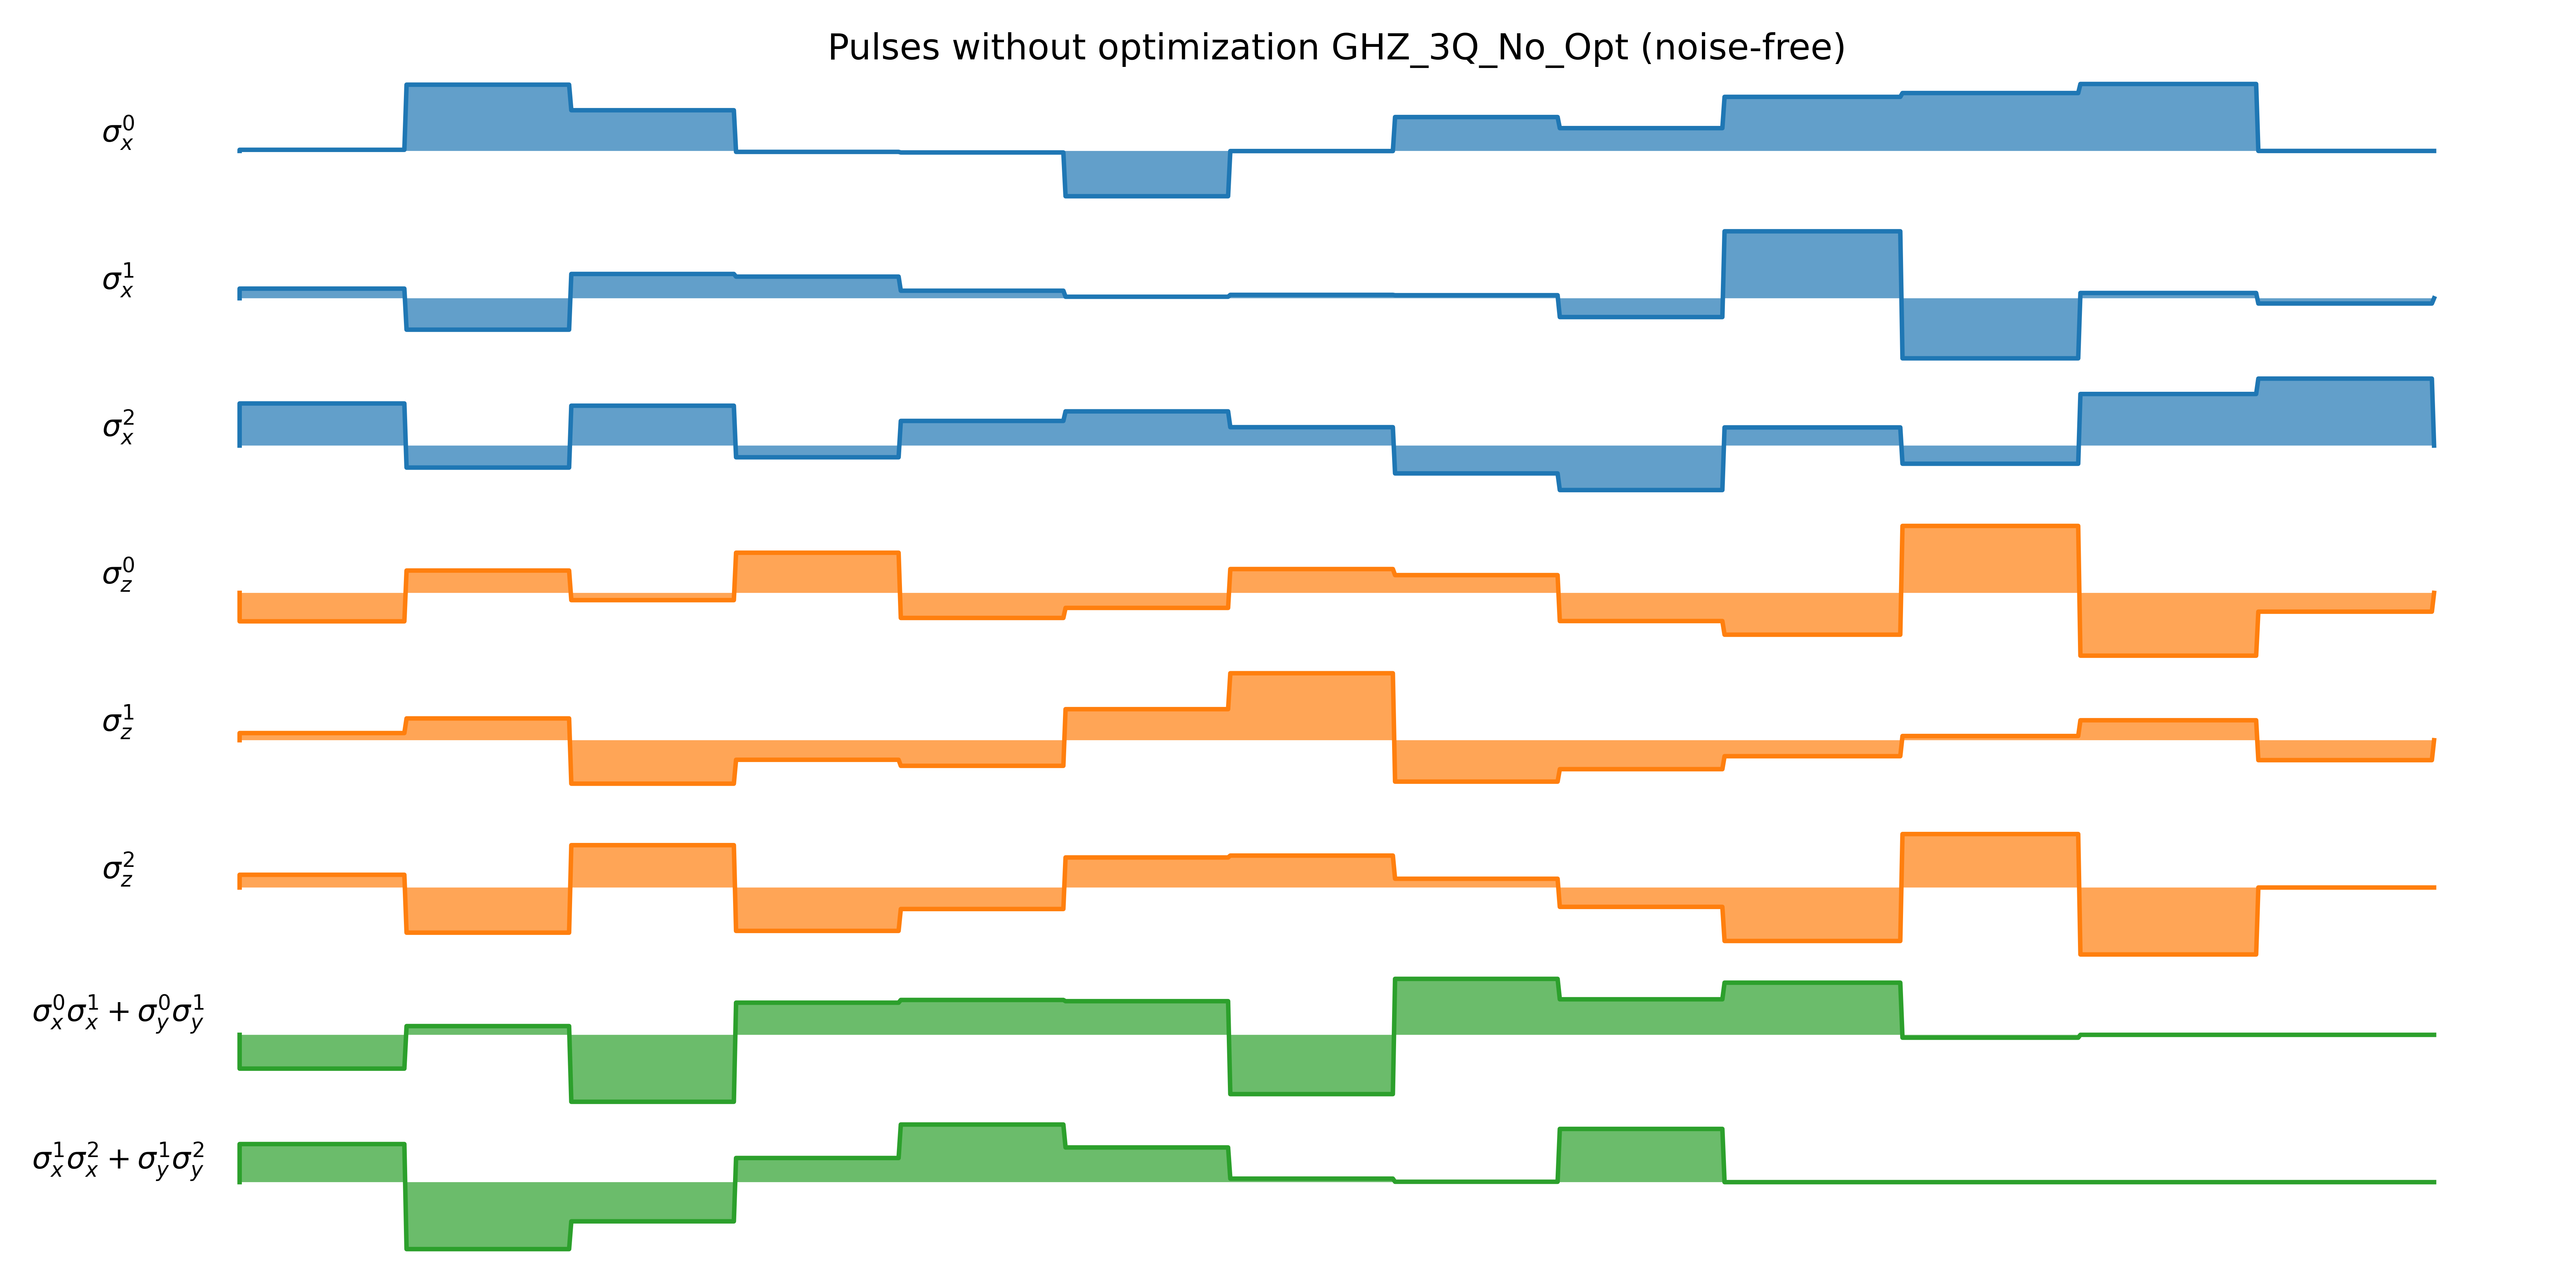 Pulses without optimization GHZ_3Q_No_Opt (noise-free)
σ_x^0
σ_x^1
σ_x^2
σ_z^0
σ_z^1
σ_z^2
σ_x^0σ_x^1 + σ_y^0σ_y^1
σ_x^1σ_x^2 + σ_y^1σ_y^2